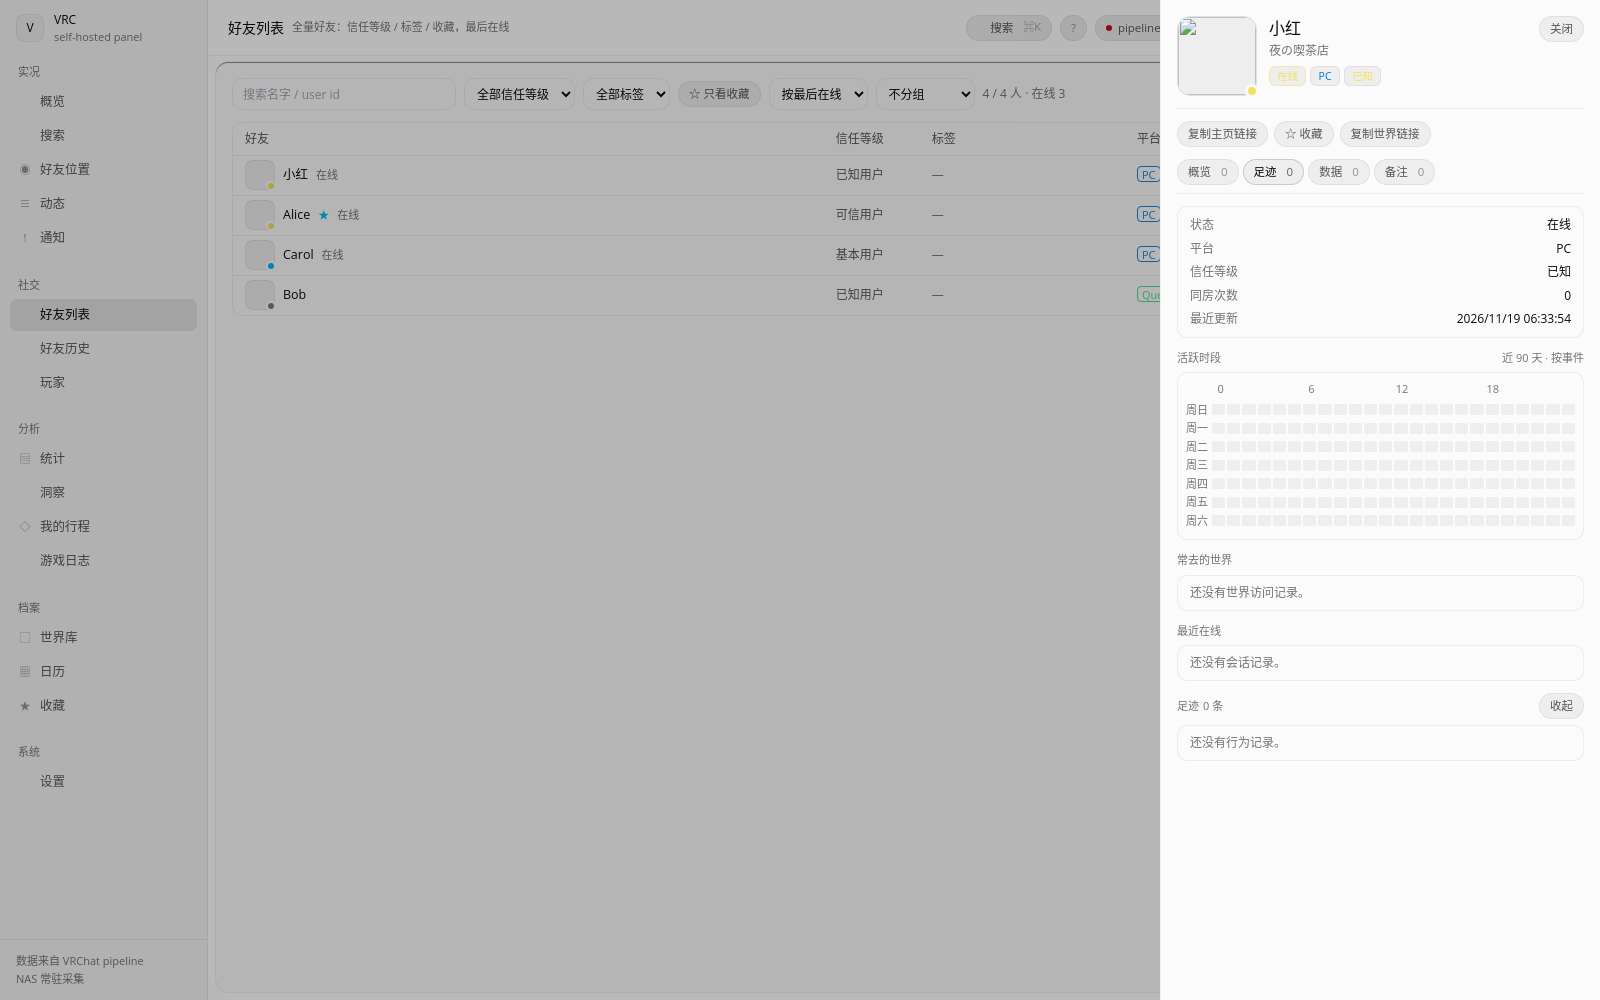 V
VRC
self-hosted panel
实况
概览
搜索
好友位置
动态
通知
社交
好友列表
好友历史
玩家
分析
统计
洞察
我的行程
游戏日志
档案
世界库
日历
收藏
系统
设置
数据来自 VRChat pipeline
NAS 常驻采集
好友列表 全量好友：信任等级 / 标签 / 收藏，最后在线
搜索 ⌘K ? pipeline
搜索名字 / user id 全部信任等级 全部标签 ☆ 只看收藏 按最后在线 不分组 4 / 4 人 · 在线 3
好友 信任等级 标签 平台
小红 在线 已知用户 — PC
Alice ★ 在线 可信用户 — PC
Carol 在线 基本用户 — PC
Bob 已知用户 — Que
小红
夜の喫茶店
在线 PC 已知
关闭
复制主页链接 ☆ 收藏 复制世界链接
概览 0 足迹 0 数据 0 备注 0
状态 在线
平台 PC
信任等级 已知
同房次数 0
最近更新 2026/11/19 06:33:54
活跃时段 近 90 天 · 按事件
0 6 12 18
周日
周一
周二
周三
周四
周五
周六
常去的世界
还没有世界访问记录。
最近在线
还没有会话记录。
足迹 0 条 收起
还没有行为记录。